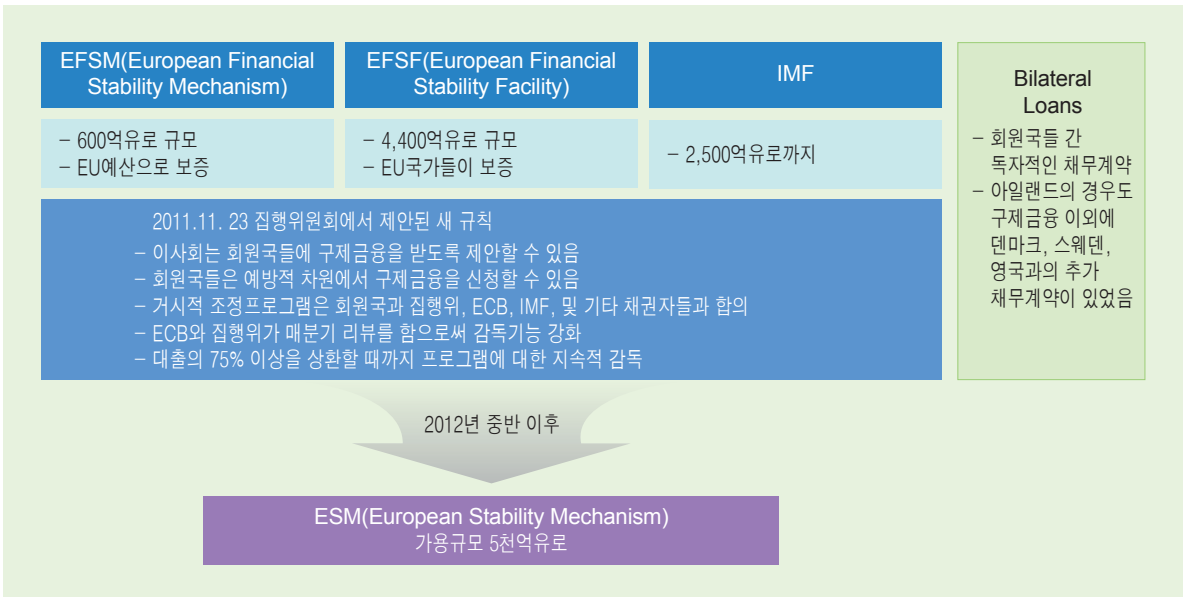 EFSM(European Financial
Stability Mechanism)
– 600억유로 규모
– EU예산으로 보증
EFSF(European Financial
Stability Facility)
– 4,400억유로 규모
– EU국가들이 보증
IMF
– 2,500억유로까지
2011.11. 23 집행위원회에서 제안된 새 규칙
– 이사회는 회원국들에 구제금융을 받도록 제안할 수 있음
– 회원국들은 예방적 차원에서 구제금융을 신청할 수 있음
– 거시적 조정프로그램은 회원국과 집행위, ECB, IMF, 및 기타 채권자들과 합의
– ECB와 집행위가 매분기 리뷰를 함으로써 감독기능 강화
– 대출의 75% 이상을 상환할 때까지 프로그램에 대한 지속적 감독
Bilateral
Loans
– 회원국들 간
독자적인 채무계약
– 아일랜드의 경우도
구제금융 이외에
덴마크, 스웨덴,
영국과의 추가
채무계약이 있었음
2012년 중반 이후
ESM(European Stability Mechanism)
가용규모 5천억유로